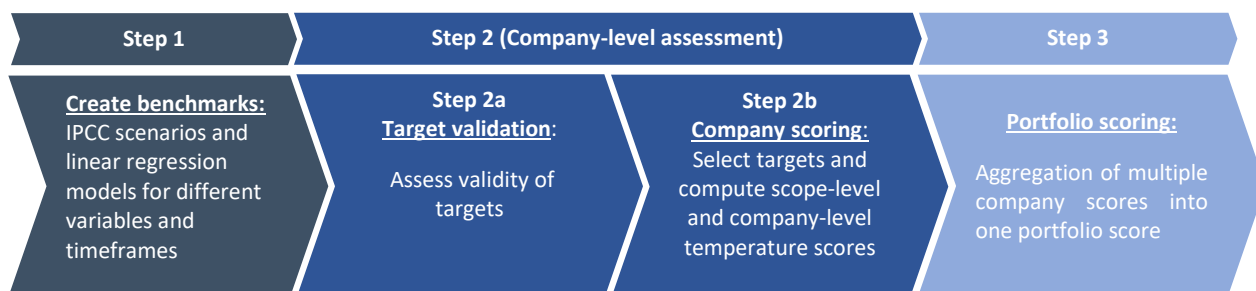 Step 1
Step 2 (Company-level assessment)
Step 3
Create benchmarks:
IPCC scenarios and
linear regression
models for different
variables and
timeframes
Step 2a
Target validation:
Assess validity of
targets
Step 2b
Company scoring:
Select targets and
compute scope-level
and company-level
temperature scores
Portfolio scoring:
Aggregation of multiple
company scores into
one portfolio score